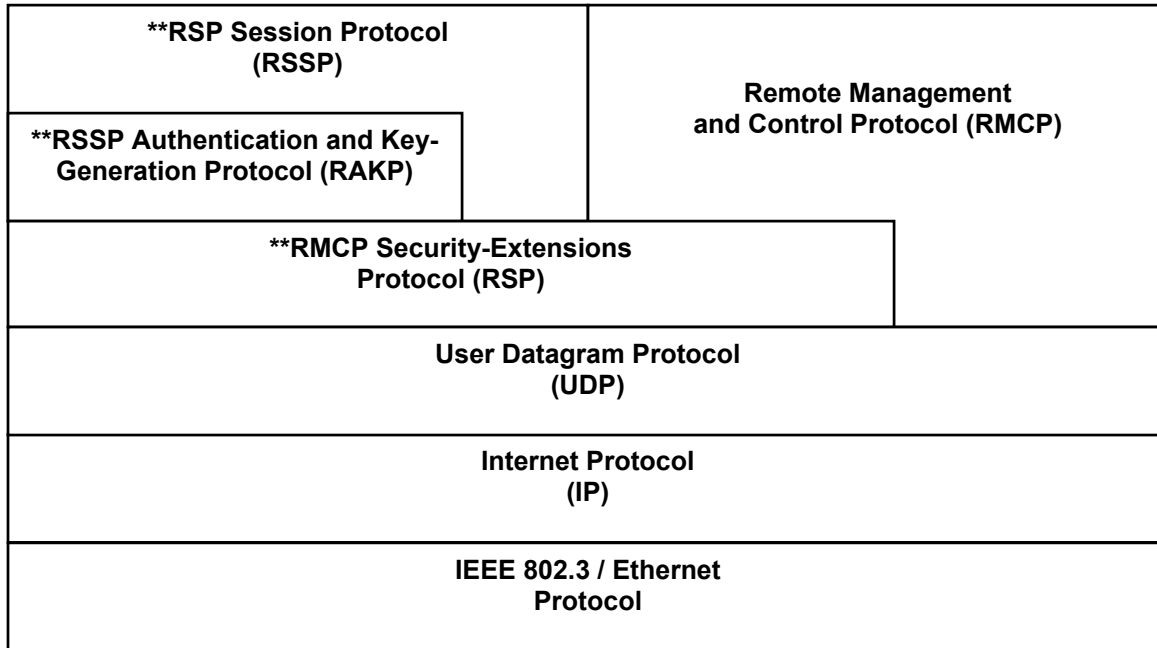 **RSP Session Protocol
(RSSP)
Remote Management
and Control Protocol (RMCP)
**RSSP Authentication and Key-
Generation Protocol (RAKP)
**RMCP Security-Extensions
Protocol (RSP)
User Datagram Protocol
(UDP)
Internet Protocol
(IP)
IEEE 802.3 / Ethernet
Protocol